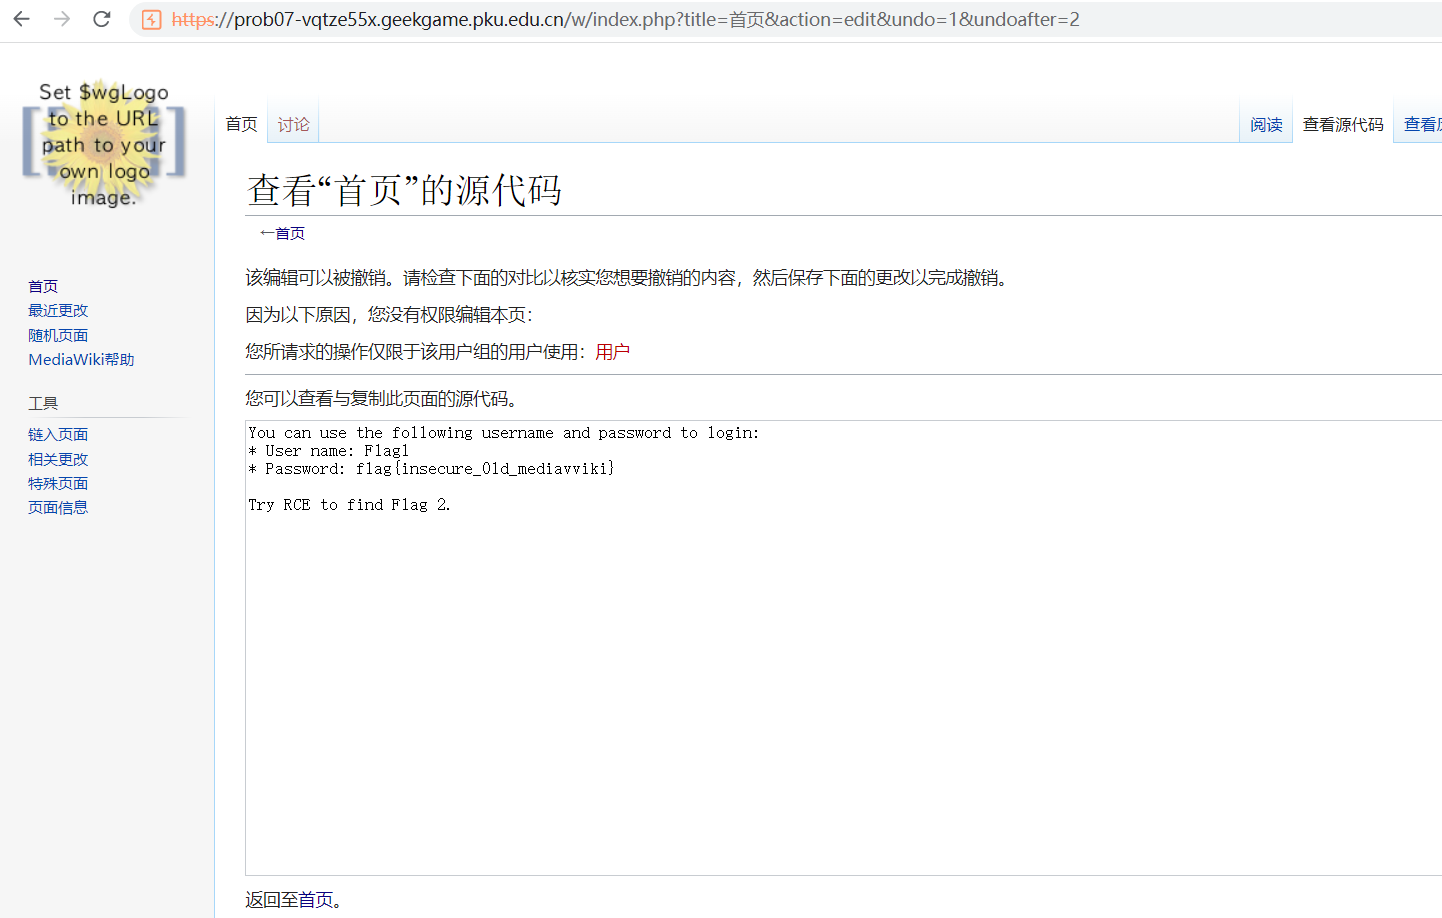 https://prob07-vqtze55x.geekgame.pku.edu.cn/w/index.php?title=首页&action=edit&undo=1&undoafter=2
Set $wgLogo
to the URL
path to your
own logo
image.
首页
讨论
阅读
查看源代码
查看
查看“首页”的源代码
←首页
首页
最近更改
随机页面
MediaWiki帮助
工具
链入页面
相关更改
特殊页面
页面信息
该编辑可以被撤销。请检查下面的对比以核实您想要撤销的内容，然后保存下面的更改以完成撤销。
因为以下原因，您没有权限编辑本页：
您所请求的操作仅限于该用户组的用户使用：用户
您可以查看与复制此页面的源代码。
You can use the following username and password to login:
* User name: Flag1
* Password: flag{insecure_0ld_mediavviki}
Try RCE to find Flag 2.
返回至首页。